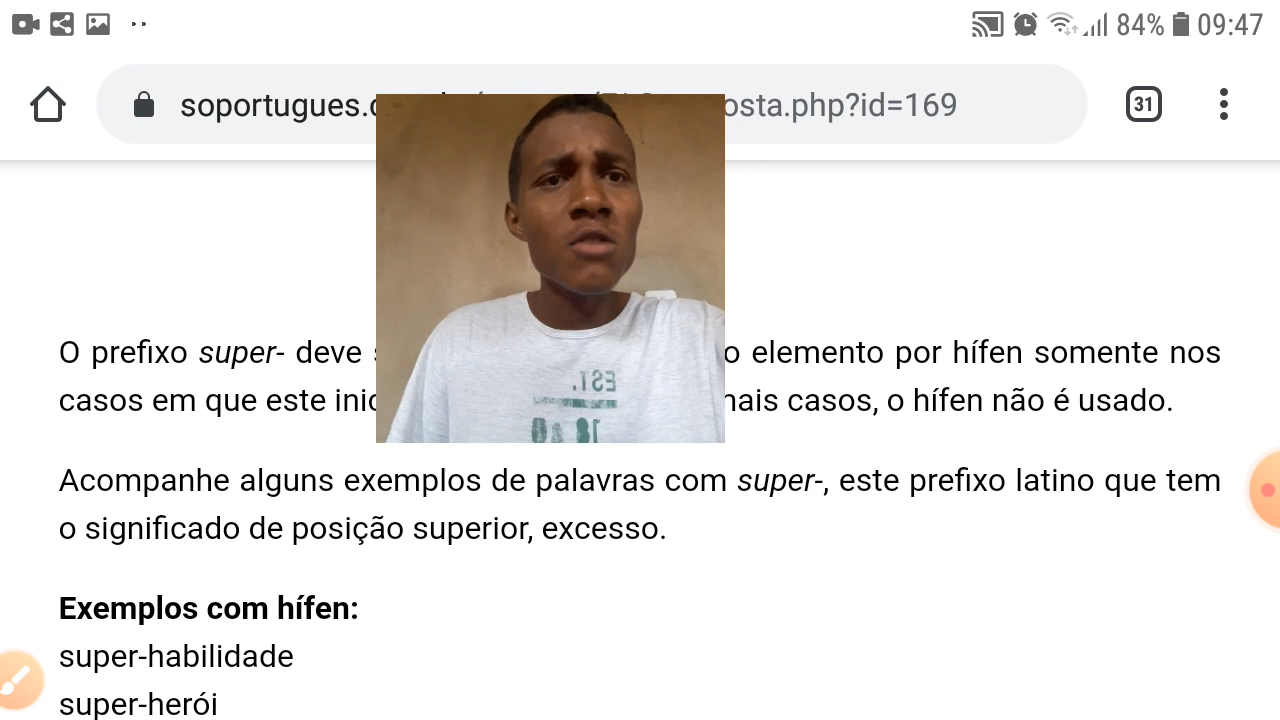 84% 09:47
soportugues. osta.php?id=169 31
O prefixo super- deve o elemento por hífen somente nos
casos em que este casos, o hífen não é usado.
EST.
Acompanhe alguns exemplos de palavras com super-, este prefixo latino que tem
o significado de posição superior, excesso.
Exemplos com hífen:
super-habilidade
super-herói